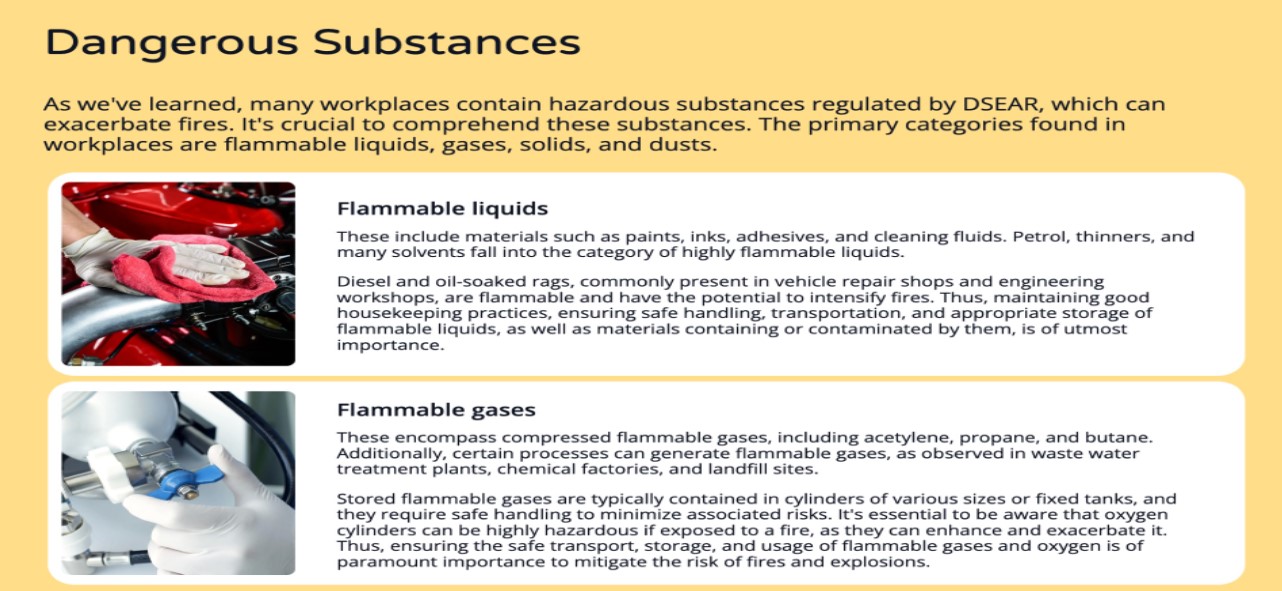 Dangerous Substances
As we've learned, many workplaces contain hazardous substances regulated by DSEAR, which can
exacerbate fires. It's crucial to comprehend these substances. The primary categories found in
workplaces are flammable liquids, gases, solids, and dusts.
Flammable liquids
These include materials such as paints, inks, adhesives, and cleaning fluids. Petrol, thinners, and
many solvents fall into the category of highly flammable liquids.
Diesel and oil-soaked rags, commonly present in vehicle repair shops and engineering
workshops, are flammable and have the potential to intensify fires. Thus, maintaining good
housekeeping practices, ensuring safe handling, transportation, and appropriate storage of
flammable liquids, as well as materials containing or contaminated by them, is of utmost
importance.
Flammable gases
These encompass compressed flammable gases, including acetylene, propane, and butane.
Additionally, certain processes can generate flammable gases, as observed in waste water
treatment plants, chemical factories, and landfill sites.
Stored flammable gases are typically contained in cylinders of various sizes or fixed tanks, and
they require safe handling to minimize associated risks. It's essential to be aware that oxygen
cylinders can be highly hazardous if exposed to a fire, as they can enhance and exacerbate it.
Thus, ensuring the safe transport, storage, and usage of flammable gases and oxygen is of
paramount importance to mitigate the risk of fires and explosions.